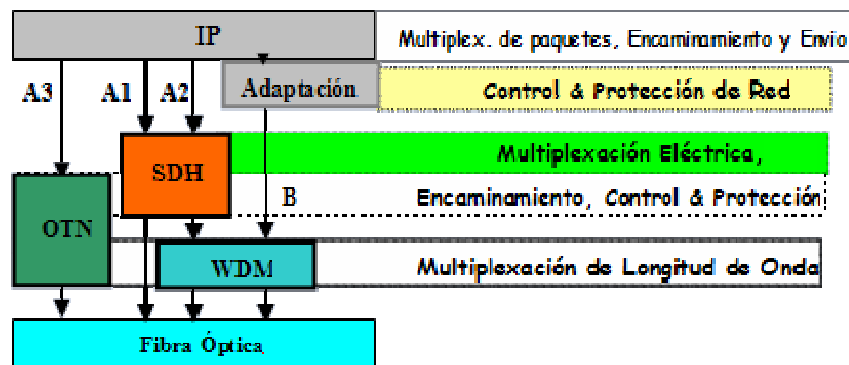 IP
Multiplex. de paquetes, Encaminamiento y Envio
A3
A1
A2
Adaptación
Control & Protección de Red
SDH
Multiplexación Eléctrica,
B
Encaminamiento, Control & Protección
OTN
WDM
Multiplexación de Longitud de Onda
Fibra Óptica